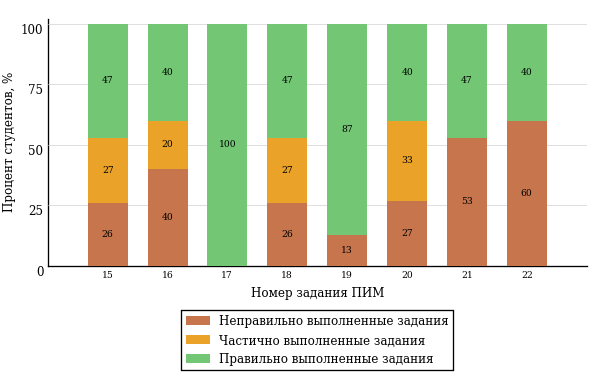 Процент студентов, %
100
75
50
25
0
47 40 47 40 47 40
100 87
27 20 27 33
26 40 26 13 27 53 60
15 16 17 18 19 20 21 22
Номер задания ПИМ
Неправильно выполненные задания
Частично выполненные задания
Правильно выполненные задания